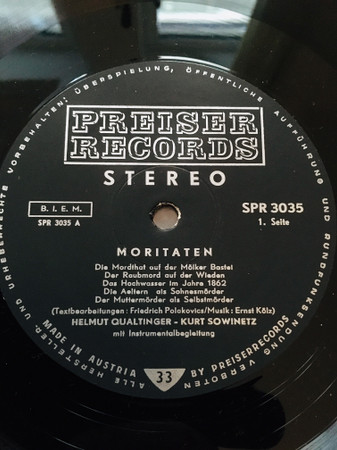 PREISER
RECORDS
STEREO
B. I. E. M.
SPR 3035 A
SPR 3035
1. Seite
MORITATEN
Die Mordthat auf der Mölker Bastei
Der Raubmord auf der Wieden
Das Hochwasser im Jahre 1862
Die Aeltern als Sohnesmörder
Der Muttermörder als Selbstmörder
(Textbearbeitungen: Friedrich Polakovics/Musik: Ernst Kölz)
HELMUT QUALTINGER - KURT SOWINETZ
mit Instrumentalbegleitung
33
MADE IN AUSTRIA
BY PREISERRECORDS
ALLE HERSTELLER- UND URHEBERRECHTE VORBEHALTEN; ÜBERSPIELUNG, ÖFFENTLICHE AUFFÜHRUNG UND RUNDFUNKSENDUNG VERBOTEN